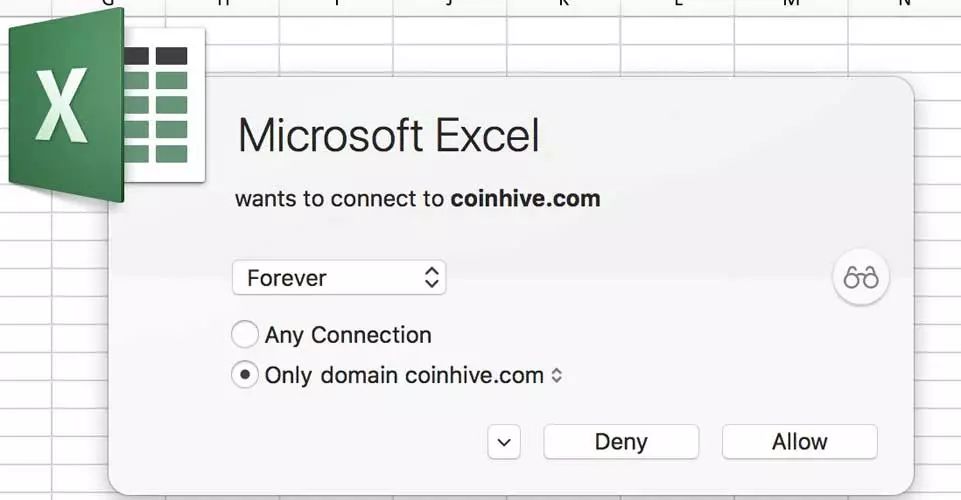 G H I J K L M N
X
Microsoft Excel
wants to connect to coinhive.com
Forever
Any Connection
Only domain coinhive.com
Deny Allow